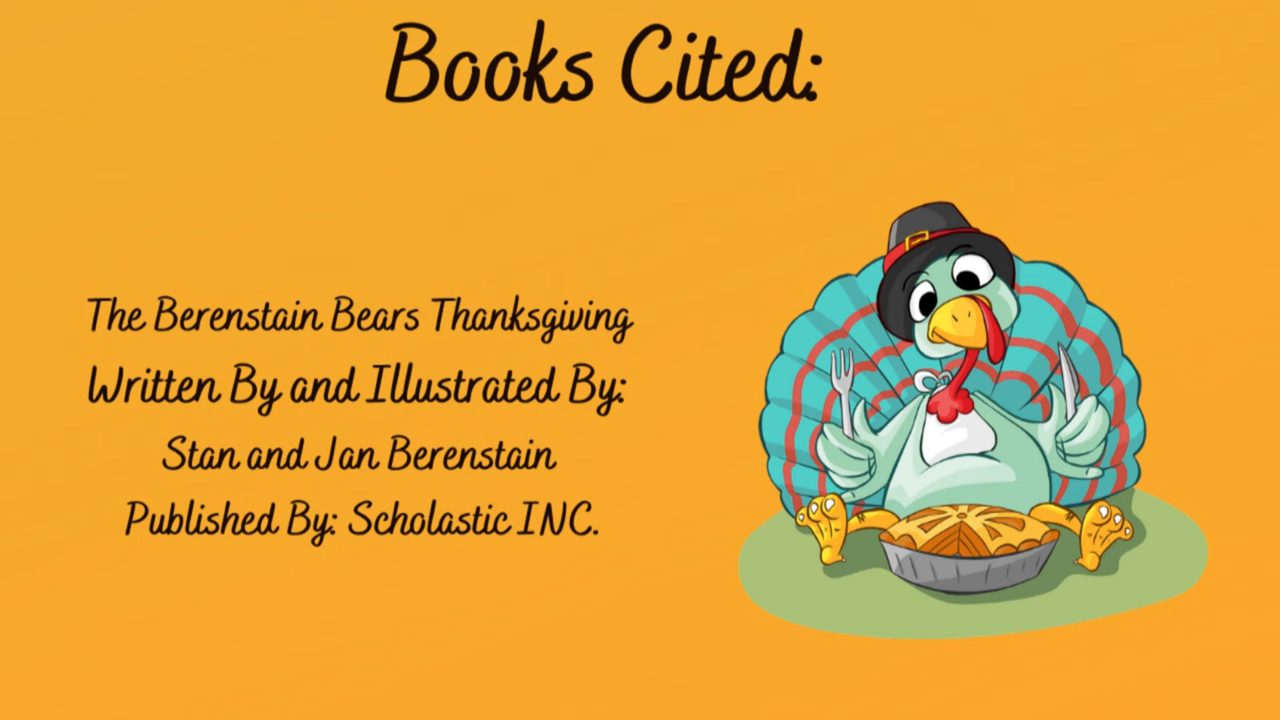 Books Cited:
The Berenstain Bears Thanksgiving
Written By and Illustrated By:
Stan and Jan Berenstain
Published By: Scholastic INC.